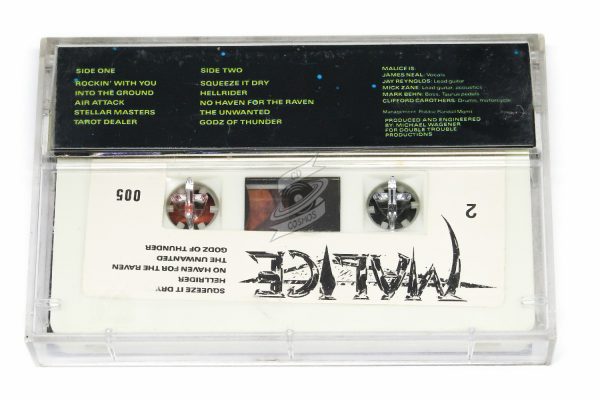 SIDE ONE
ROCKIN' WITH YOU
INTO THE GROUND
AIR ATTACK
STELLAR MASTERS
TAROT DEALER
SIDE TWO
SQUEEZE IT DRY
HELLRIDER
NO HAVEN FOR THE RAVEN
THE UNWANTED
GODZ OF THUNDER
MALICE IS:
JAMES NEAL: Vocals
JAY REYNOLDS: Lead guitar
MICK ZANE: Lead guitar, acoustics
MARK BEHN: Bass, Taurus pedals
CLIFFORD CAROTHERS: Drums, motorcycle
Management:
PRODUCED AND ENGINEERED
BY: MICHAEL WAGENER
FOR DOUBLE TROUBLE
PRODUCTIONS
CD
COSMOS
005
2
MALICE
SQUEEZE IT DRY
HELLRIDER
NO HAVEN FOR THE RAVEN
THE UNWANTED
GODZ OF THUNDER